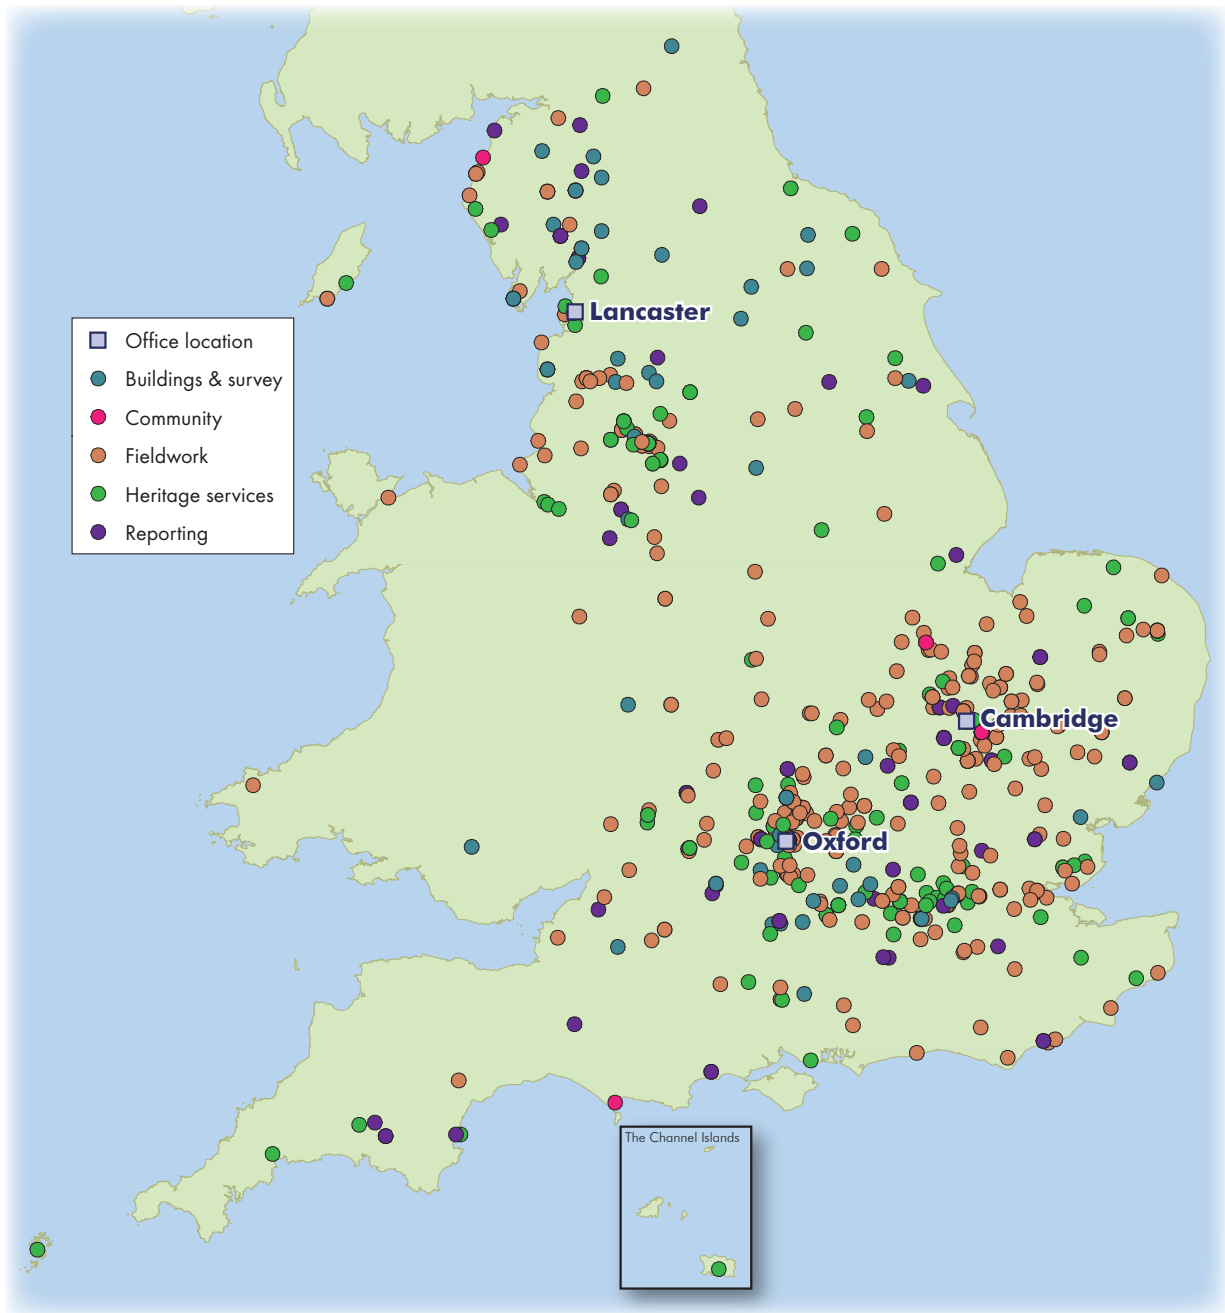 Lancaster
Office location
Buildings & survey
Community
Fieldwork
Heritage services
Reporting
Cambridge
Oxford
The Channel Islands